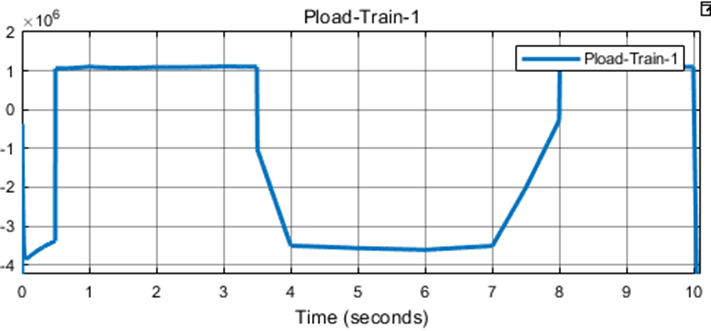 ×10⁶
Pload-Train-1
2
Pload-Train-1
1
0
-1
-2
-3
-4
0 1 2 3 4 5 6 7 8 9 10
Time (seconds)